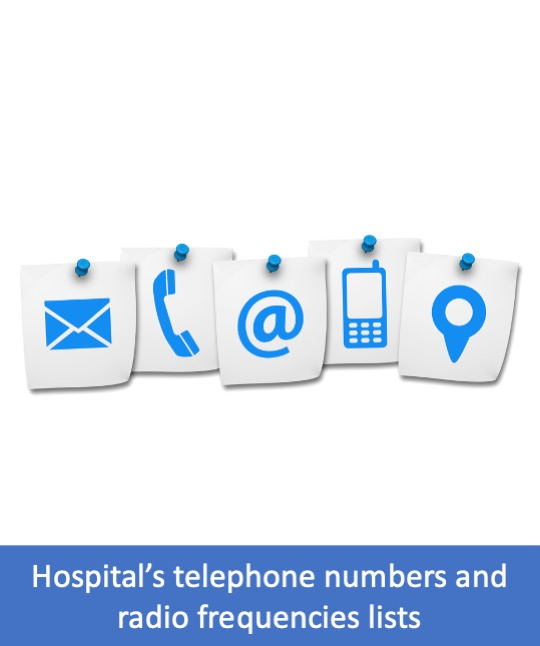 @
Hospital’s telephone numbers and
radio frequencies lists